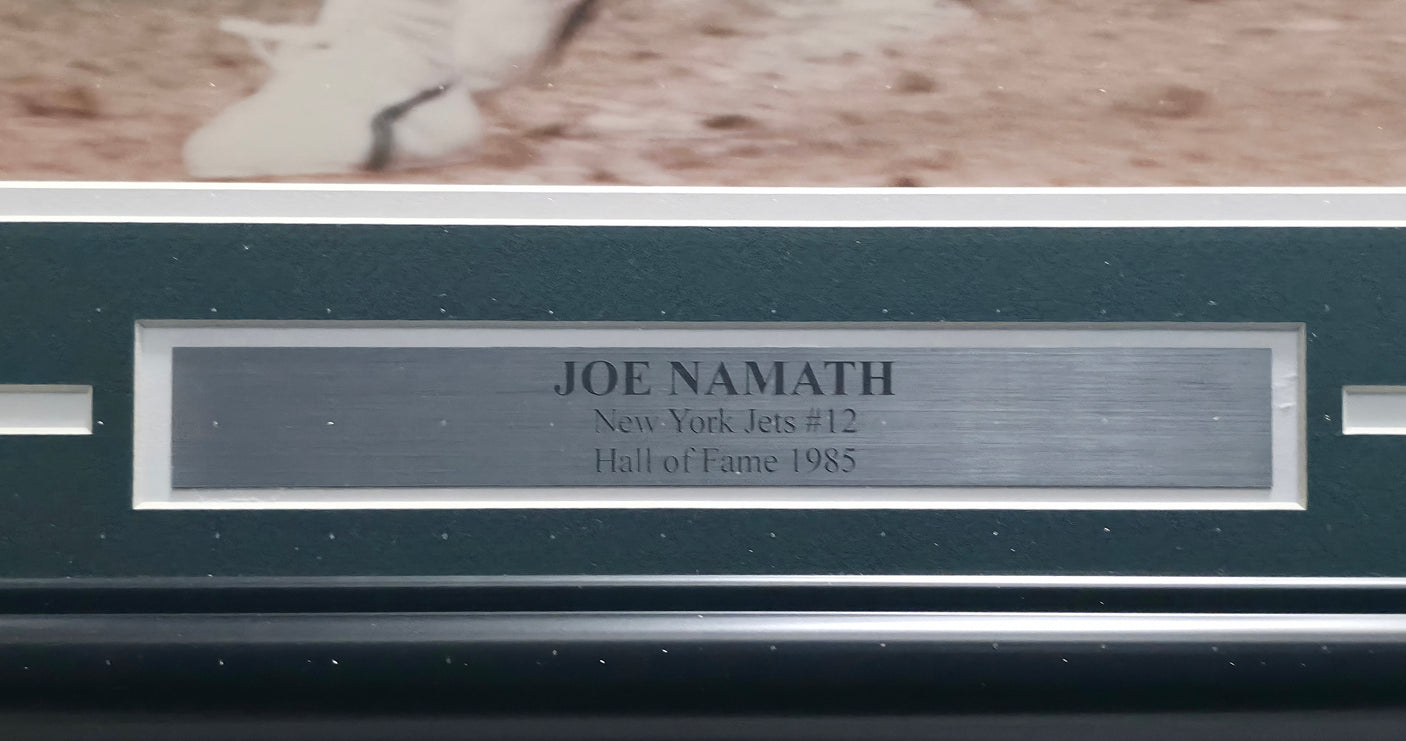 JOE NAMATH
New York Jets #12
Hall of Fame 1985